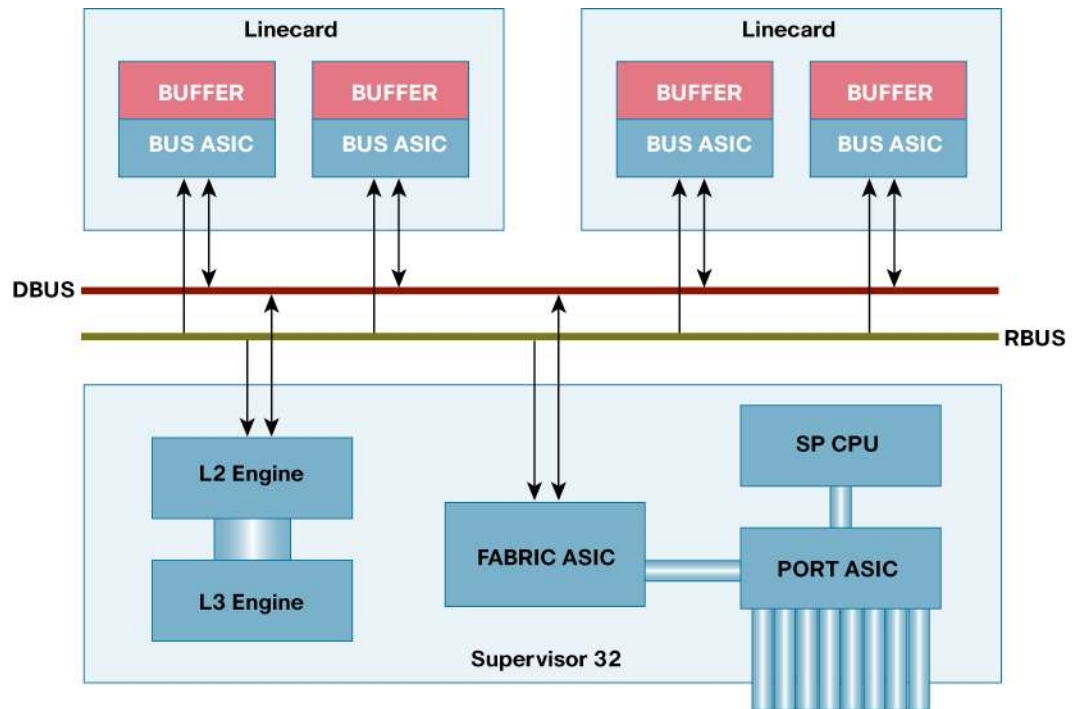 Linecard
Linecard
BUFFER
BUFFER
BUFFER
BUFFER
BUS ASIC
BUS ASIC
BUS ASIC
BUS ASIC
DBUS
RBUS
SP CPU
L2 Engine
FABRIC ASIC
PORT ASIC
L3 Engine
Supervisor 32